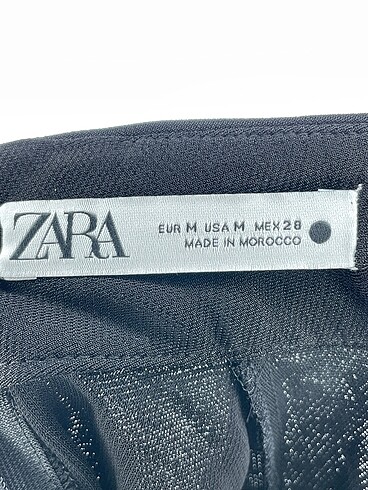 ZARA
EUR M USA M MEX 28
MADE IN MOROCCO